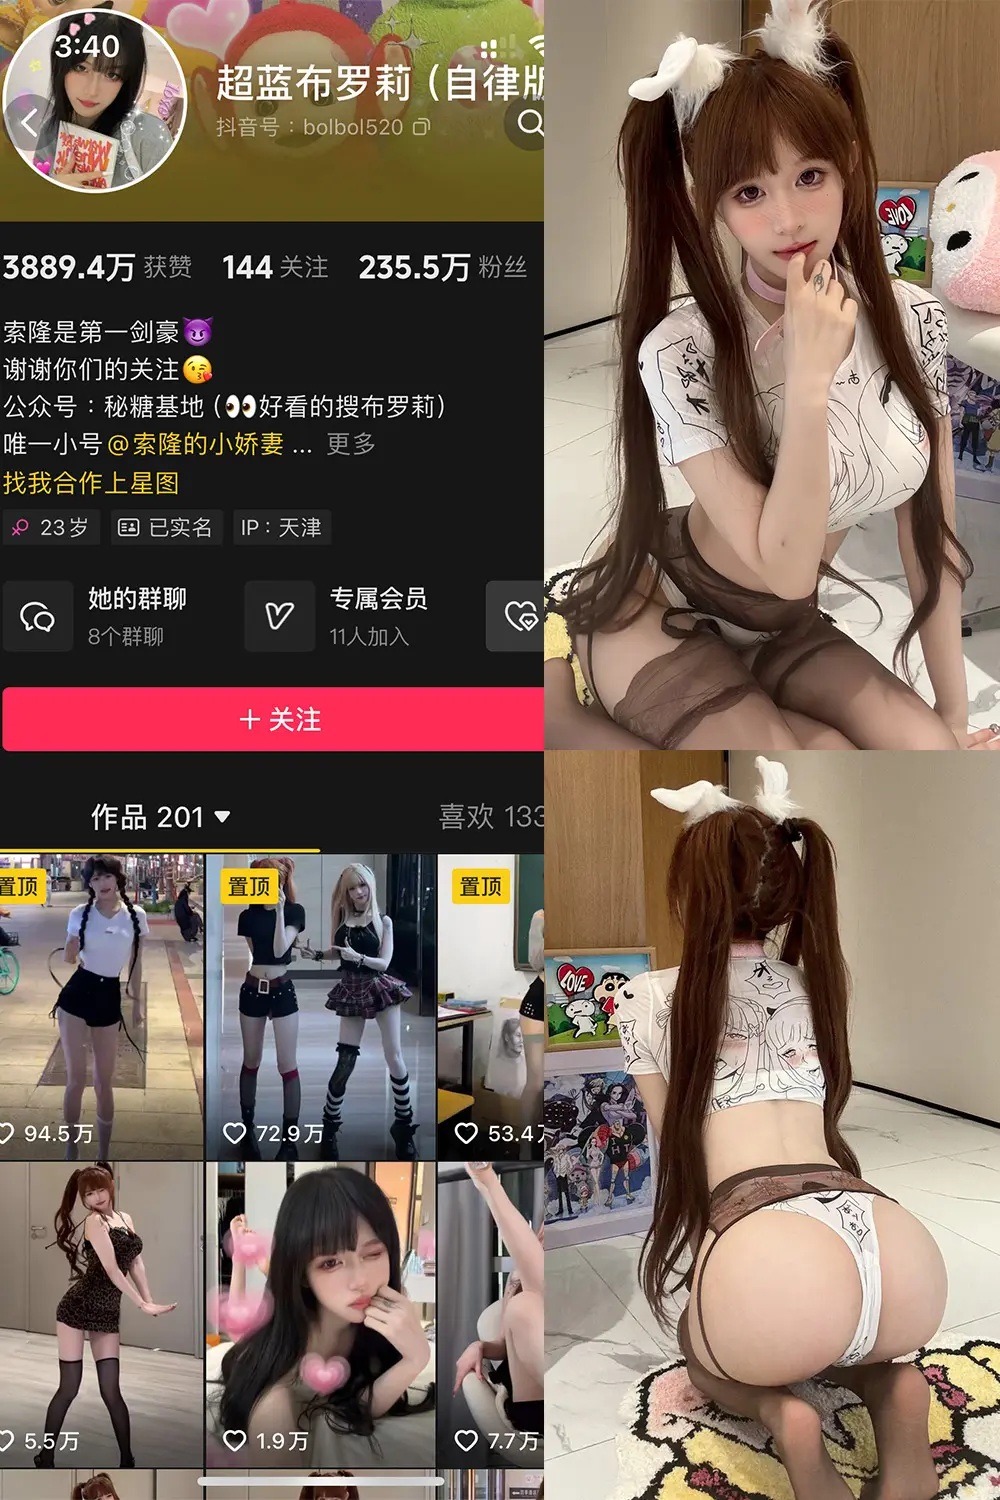 3:40
超蓝布罗莉（自律版
抖音号：bolbol520
3889.4万 获赞 144 关注 235.5万 粉丝
索隆是第一剑豪😈
谢谢你们的关注😘
公众号：秘糖基地（👀好看的搜布罗莉）
唯一小号@索隆的小娇妻 ... 更多
找我合作上星图
23岁 已实名 IP：天津
她的群聊
8个群聊
专属会员
11人加入
+ 关注
作品 201 喜欢 133
置顶
置顶
置顶
94.5万
72.9万
53.4万
5.5万
1.9万
7.7万
LOVE
LOVE